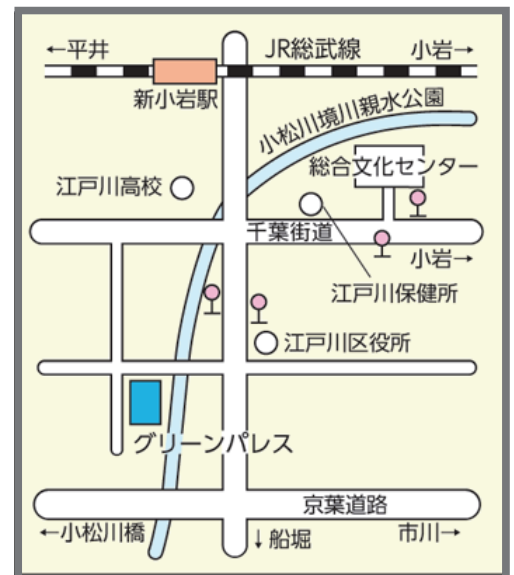 ←平井
JR総武線
小岩→
新小岩駅
小松川境川親水公園
総合文化センター
江戸川高校
千葉街道
小岩→
江戸川保健所
江戸川区役所
グリーンパレス
京葉道路
←小松川橋
↓船堀
市川→